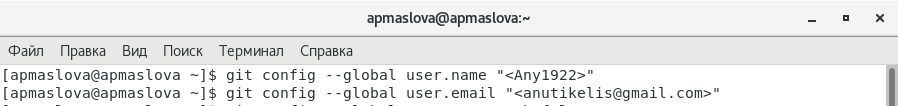 apmaslova@apmaslova:~
Файл Правка Вид Поиск Терминал Справка
[apmaslova@apmaslova ~]$ git config --global user.name "<Any1922>"
[apmaslova@apmaslova ~]$ git config --global user.email "<anutikelis@gmail.com>"